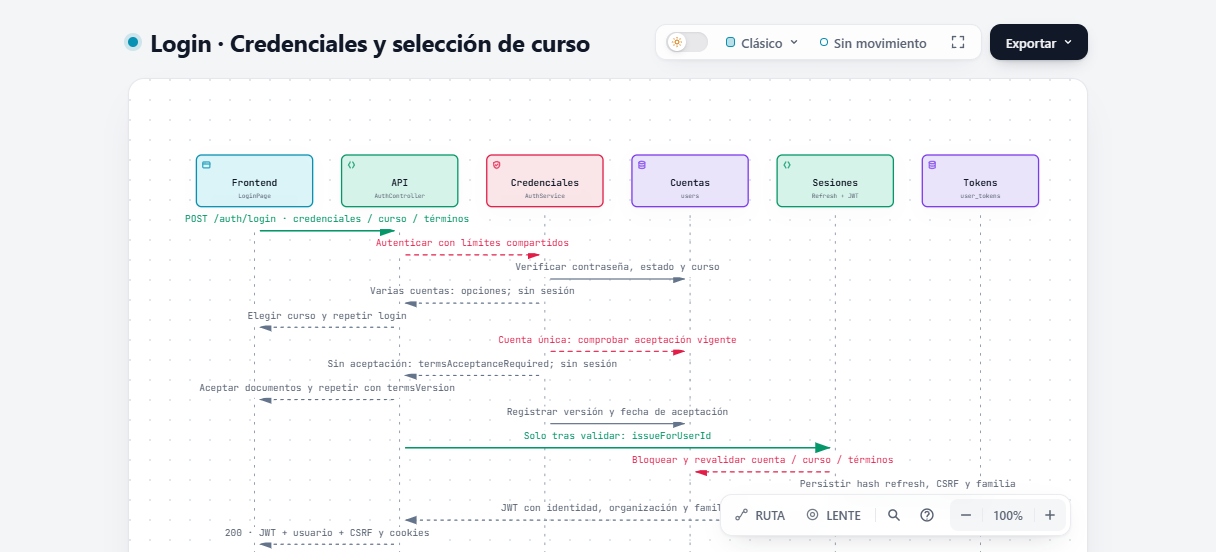 Login · Credenciales y selección de curso
Clásico
Sin movimiento
Exportar
Frontend
LoginPage
API
AuthController
Credenciales
AuthService
Cuentas
users
Sesiones
Refresh + JWT
Tokens
user_tokens
POST /auth/login · credenciales / curso / términos
Autenticar con límites compartidos
Verificar contraseña, estado y curso
Varias cuentas: opciones; sin sesión
Elegir curso y repetir login
Cuenta única: comprobar aceptación vigente
Sin aceptación: termsAcceptanceRequired; sin sesión
Aceptar documentos y repetir con termsVersion
Registrar versión y fecha de aceptación
Solo tras validar: issueForUserId
Bloquear y revalidar cuenta / curso / términos
Persistir hash refresh, CSRF y familia
JWT con identidad, organización y
200 · JWT + usuario + CSRF y cookies
RUTA
LENTE
100%